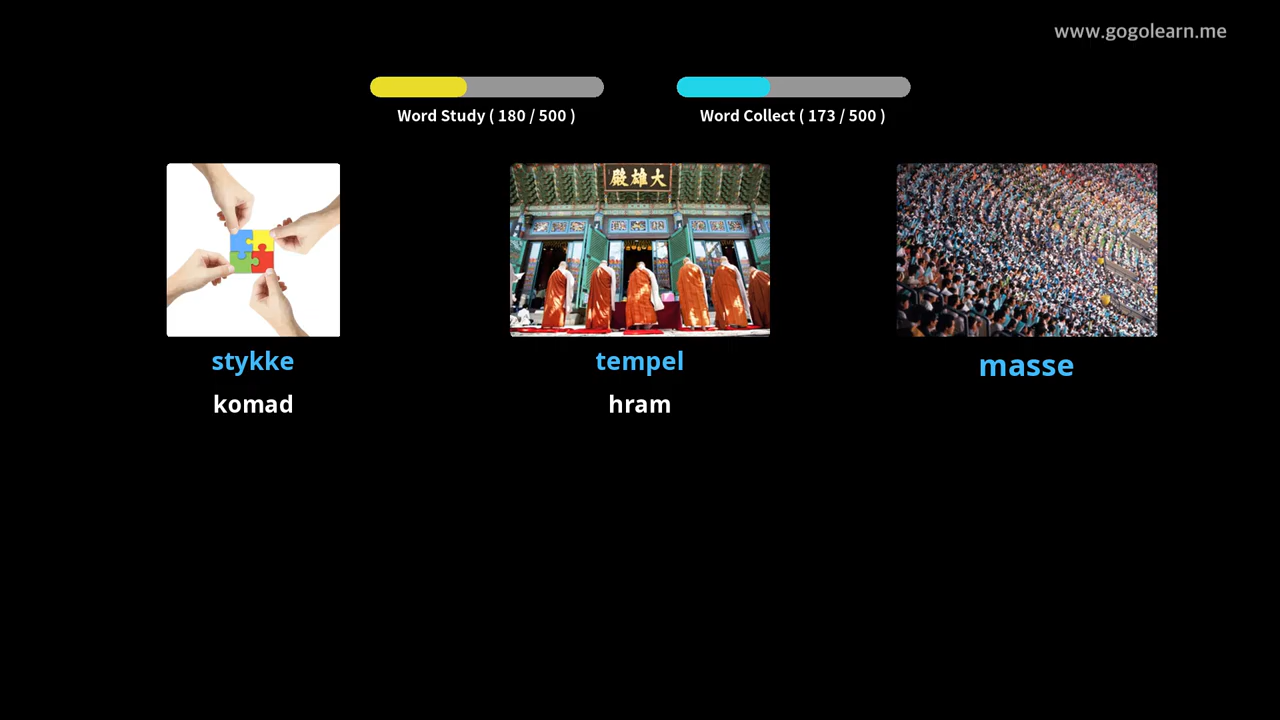 www.gogolearn.me
Word Study ( 180 / 500 )
Word Collect ( 173 / 500 )
殿雄大
stykke
tempel
masse
komad
hram